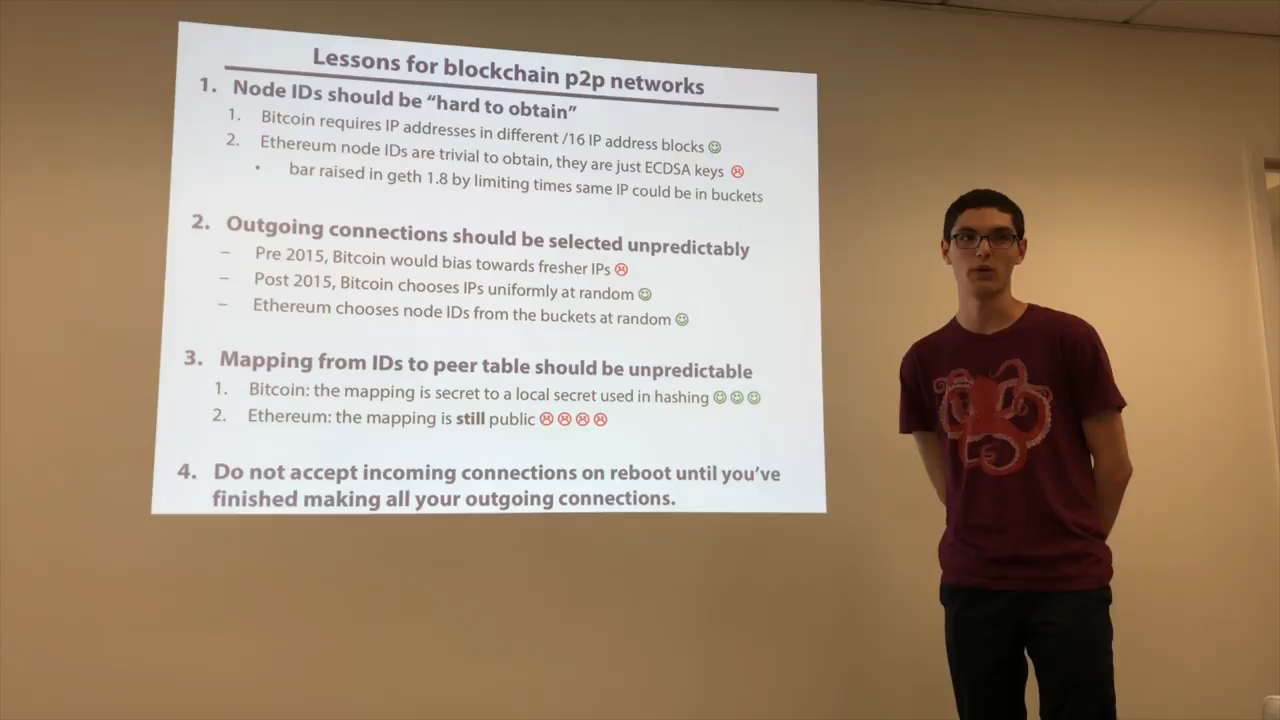 Lessons for blockchain p2p networks
1. Node IDs should be “hard to obtain”
1. Bitcoin requires IP addresses in different /16 IP address blocks ☺
2. Ethereum node IDs are trivial to obtain, they are just ECDSA keys ☹
• bar raised in geth 1.8 by limiting times same IP could be in buckets
2. Outgoing connections should be selected unpredictably
– Pre 2015, Bitcoin would bias towards fresher IPs ☹
– Post 2015, Bitcoin chooses IPs uniformly at random ☺
– Ethereum chooses node IDs from the buckets at random ☺
3. Mapping from IDs to peer table should be unpredictable
1. Bitcoin: the mapping is secret to a local secret used in hashing ☺ ☺ ☺
2. Ethereum: the mapping is still public ☹ ☹ ☹ ☹
4. Do not accept incoming connections on reboot until you’ve
finished making all your outgoing connections.